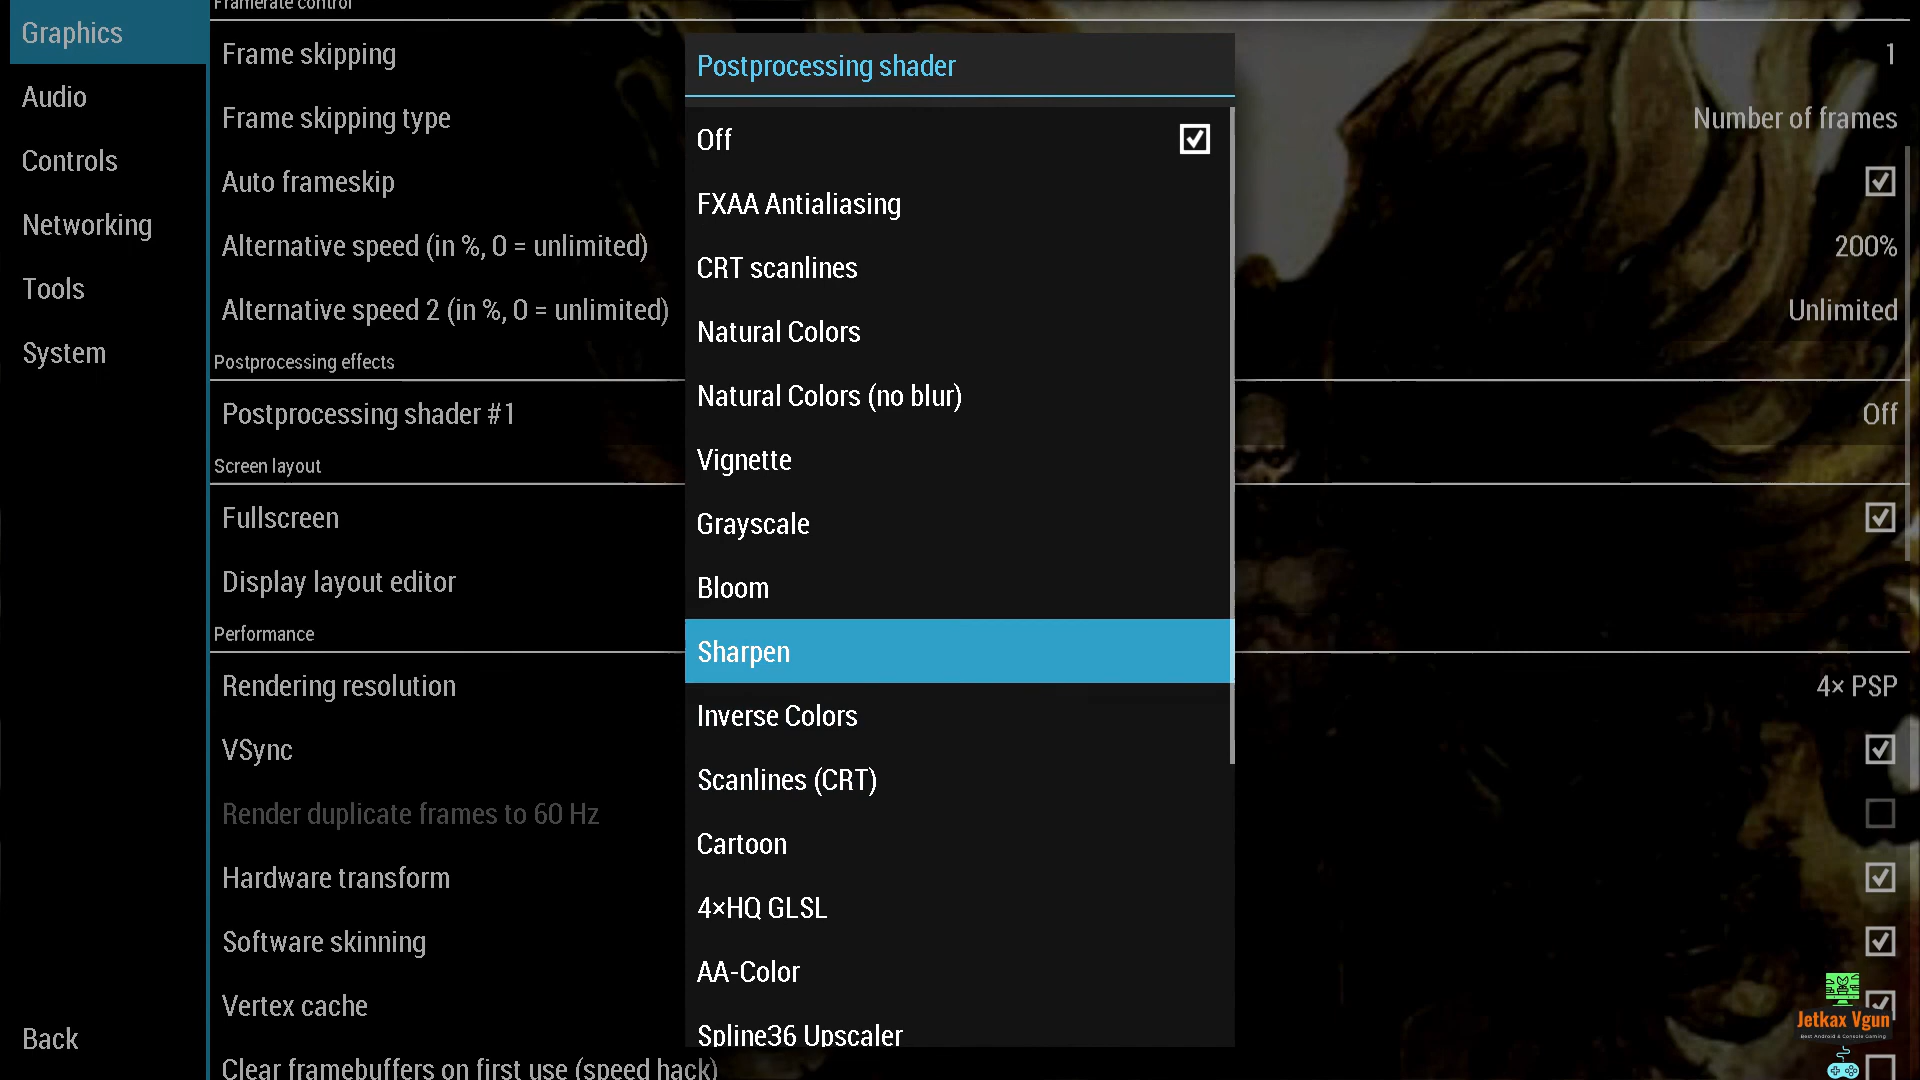 Graphics
Audio
Controls
Networking
Tools
System
Back
Framerate control
Frame skipping
1
Frame skipping type
Number of frames
Auto frameskip
Alternative speed (in %, 0 = unlimited)
200%
Alternative speed 2 (in %, 0 = unlimited)
Unlimited
Postprocessing effects
Postprocessing shader #1
Off
Screen layout
Fullscreen
Display layout editor
Performance
Rendering resolution
4× PSP
VSync
Render duplicate frames to 60 Hz
Hardware transform
Software skinning
Vertex cache
Clear framebuffers on first use (speed hack)
Postprocessing shader
Off
FXAA Antialiasing
CRT scanlines
Natural Colors
Natural Colors (no blur)
Vignette
Grayscale
Bloom
Sharpen
Inverse Colors
Scanlines (CRT)
Cartoon
4×HQ GLSL
AA-Color
Spline36 Upscaler
Jetkax Vgun
Best Android & Console Gaming